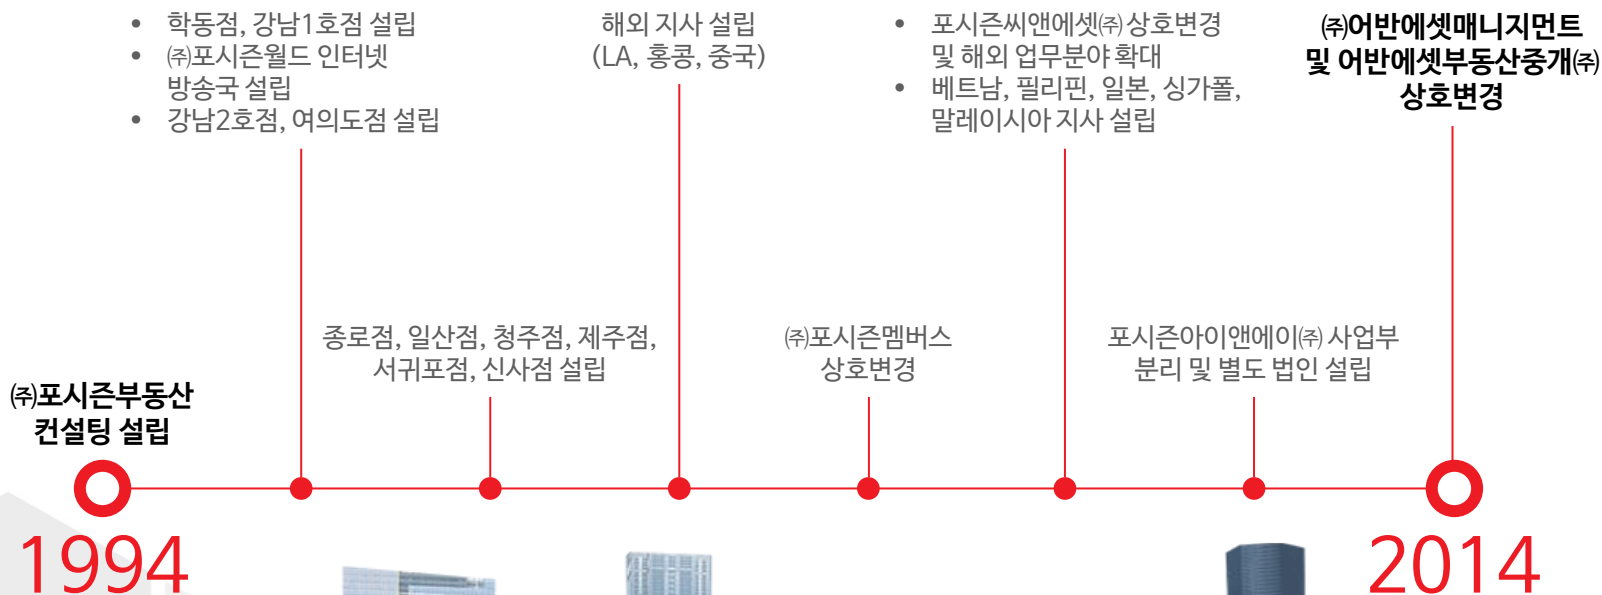 • 학동점, 강남1호점 설립
• ㈜포시즌월드 인터넷
방송국 설립
• 강남2호점, 여의도점 설립
해외 지사 설립
(LA, 홍콩, 중국)
• 포시즌씨앤에셋㈜ 상호변경
및 해외 업무분야 확대
• 베트남, 필리핀, 일본, 싱가폴,
말레이시아 지사 설립
㈜어반에셋매니지먼트
및 어반에셋부동산중개㈜
상호변경
종로점, 일산점, 청주점, 제주점,
서귀포점, 신사점 설립
㈜포시즌멤버스
상호변경
포시즌아이앤에이㈜ 사업부
분리 및 별도 법인 설립
㈜포시즌부동산
컨설팅 설립
1994
2014